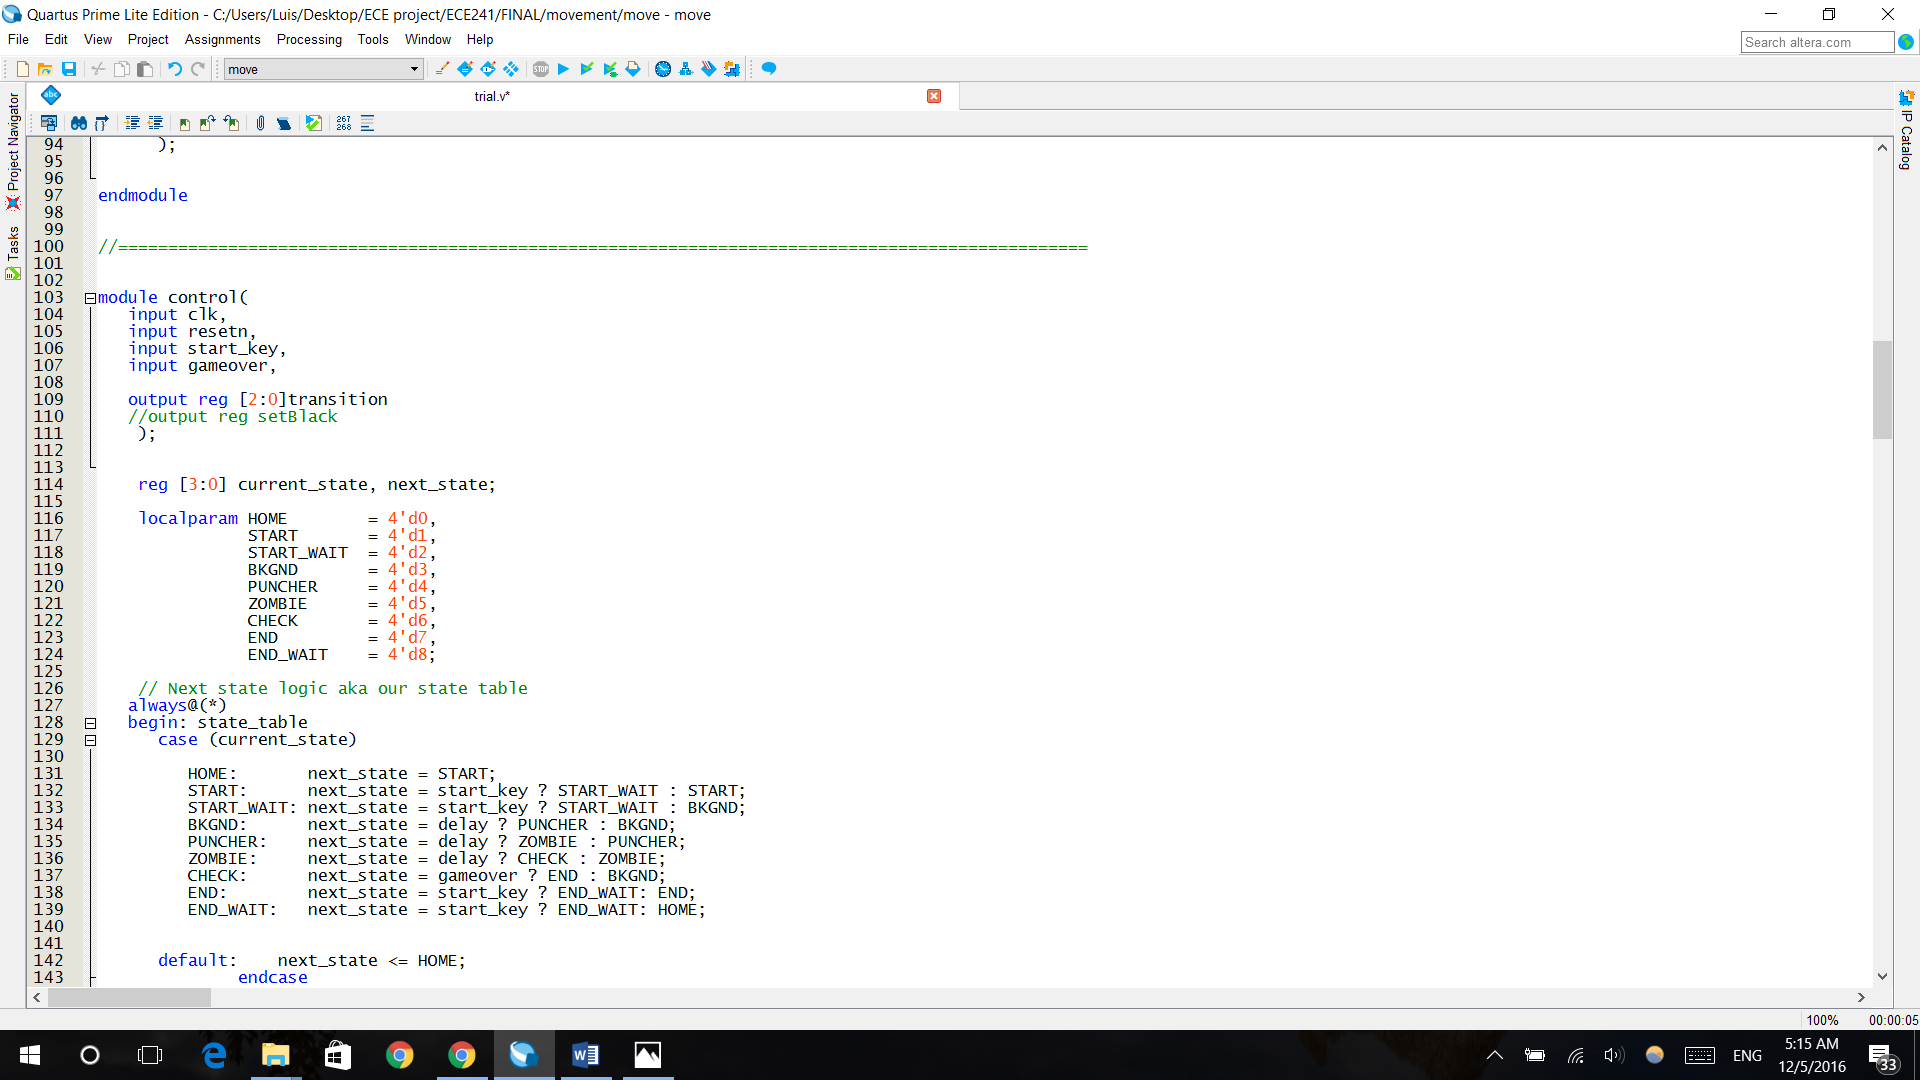 Quartus Prime Lite Edition - C:/Users/Luis/Desktop/ECE project/ECE241/FINAL/movement/move - move
File Edit View Project Assignments Processing Tools Window Help
Search altera.com
move
STOP
abc
trial.v*
267
268
Project Navigator
Tasks
IP Catalog
94 );
95
96
97 endmodule
98
99
100 //=================================================================================================
101
102
103 module control(
104 input clk,
105 input resetn,
106 input start_key,
107 input gameover,
108
109 output reg [2:0]transition
110 //output reg setBlack
111 );
112
113
114 reg [3:0] current_state, next_state;
115
116 localparam HOME = 4'd0,
117 START = 4'd1,
118 START_WAIT = 4'd2,
119 BKGND = 4'd3,
120 PUNCHER = 4'd4,
121 ZOMBIE = 4'd5,
122 CHECK = 4'd6,
123 END = 4'd7,
124 END_WAIT = 4'd8;
125
126 // Next state logic aka our state table
127 always@(*)
128 begin: state_table
129 case (current_state)
130
131 HOME: next_state = START;
132 START: next_state = start_key ? START_WAIT : START;
133 START_WAIT: next_state = start_key ? START_WAIT : BKGND;
134 BKGND: next_state = delay ? PUNCHER : BKGND;
135 PUNCHER: next_state = delay ? ZOMBIE : PUNCHER;
136 ZOMBIE: next_state = delay ? CHECK : ZOMBIE;
137 CHECK: next_state = gameover ? END : BKGND;
138 END: next_state = start_key ? END_WAIT: END;
139 END_WAIT: next_state = start_key ? END_WAIT: HOME;
140
141
142 default: next_state <= HOME;
143 endcase
100% 00:00:05
ENG
5:15 AM
12/5/2016
33